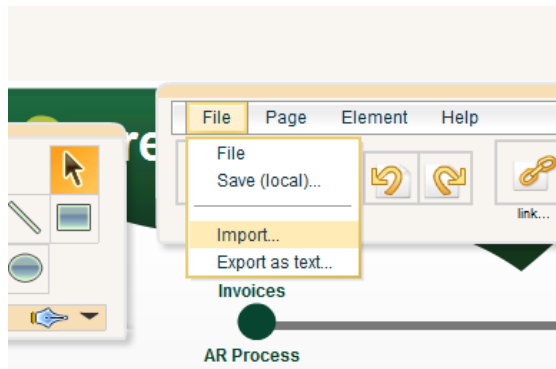 File Page Element Help
File
Save (local)...
Import...
Export as text...
link...
Invoices
AR Process